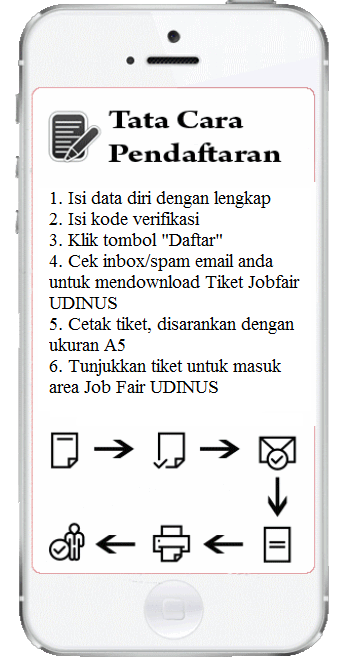 Tata Cara
Pendaftaran
1. Isi data diri dengan lengkap
2. Isi kode verifikasi
3. Klik tombol "Daftar"
4. Cek inbox/spam email anda
untuk mendownload Tiket Jobfair
UDINUS
5. Cetak tiket, disarankan dengan
ukuran A5
6. Tunjukkan tiket untuk masuk
area Job Fair UDINUS